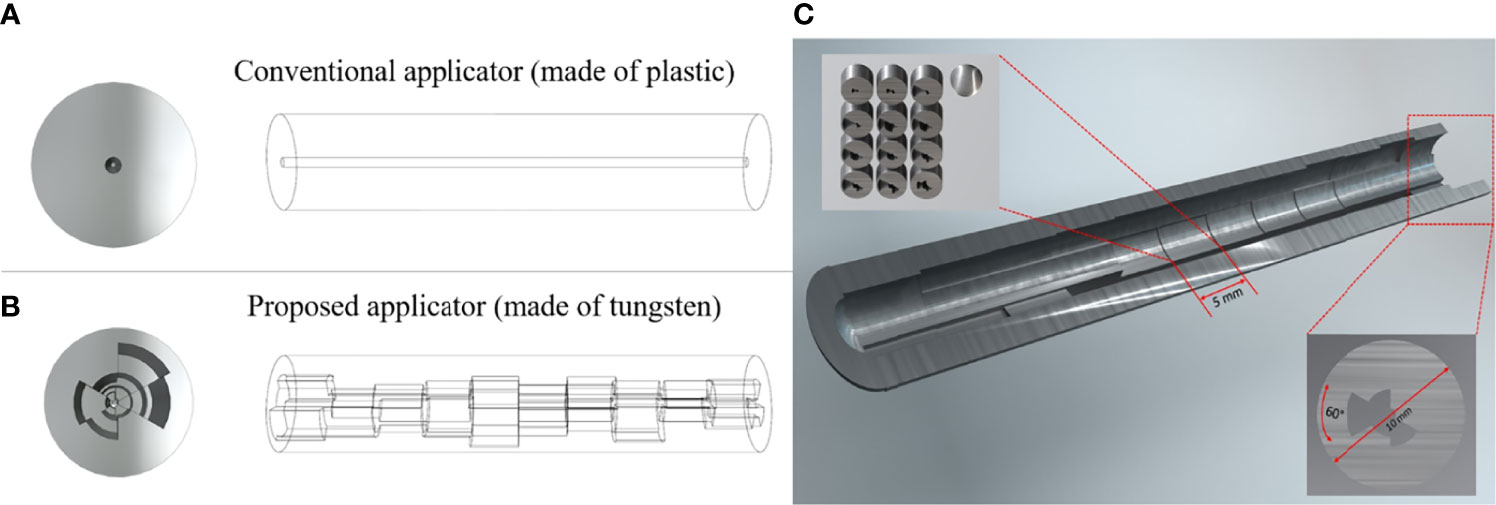 A
Conventional applicator (made of plastic)
B
Proposed applicator (made of tungsten)
C
5 mm
60°
10 mm